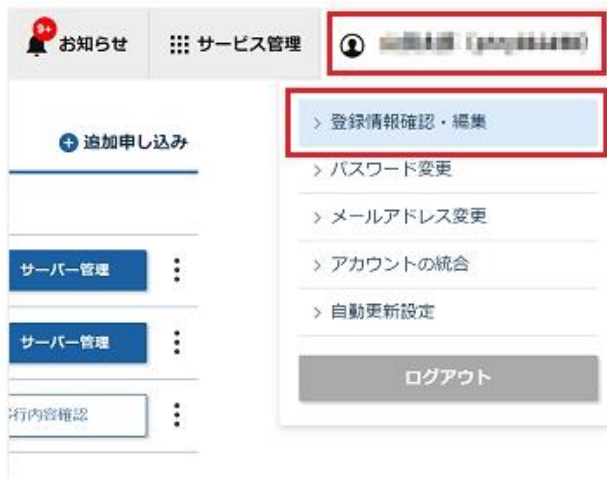 9+
お知らせ
サービス管理
登録情報確認・編集
追加申し込み
パスワード変更
メールアドレス変更
サーバー管理
アカウントの統合
自動更新設定
サーバー管理
ログアウト
行内容確認